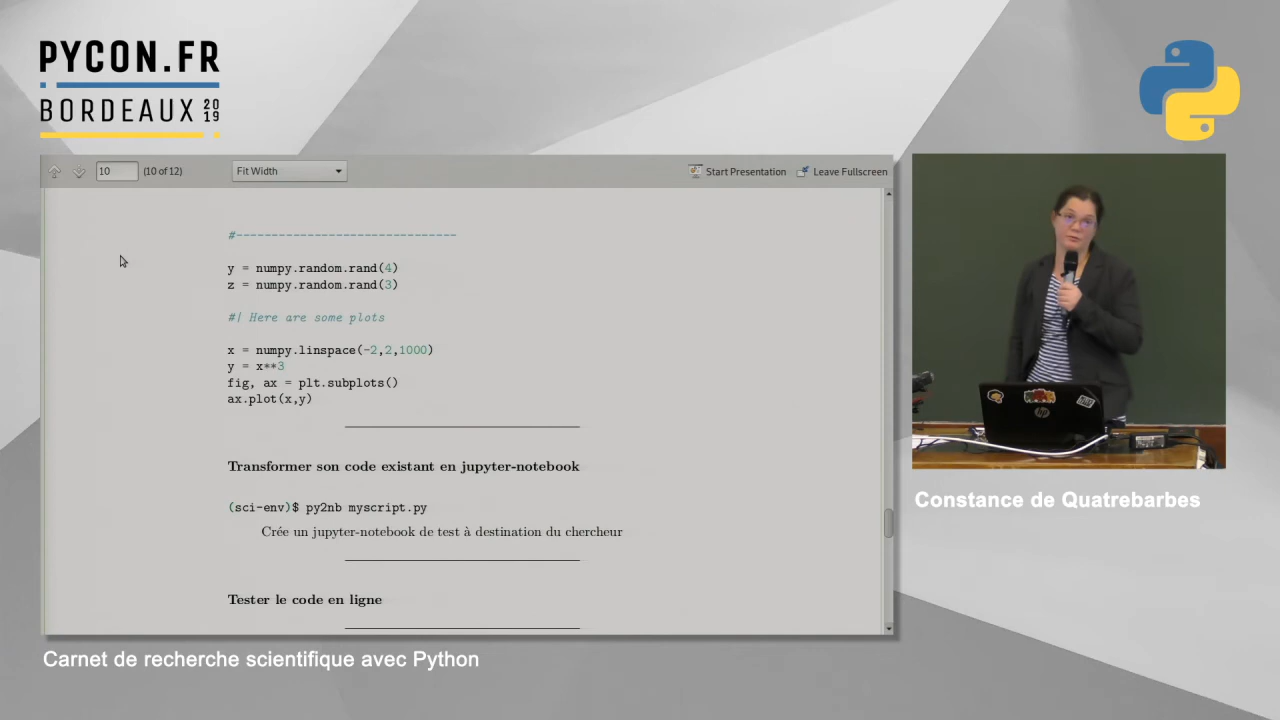 PYCON.FR
BORDEAUX 2019
10 (10 of 12) Fit Width Start Presentation Leave Fullscreen
#-------------------------------
y = numpy.random.rand(4)
z = numpy.random.rand(3)
#| Here are some plots
x = numpy.linspace(-2,2,1000)
y = x**3
fig, ax = plt.subplots()
ax.plot(x,y)
Transformer son code existant en jupyter-notebook
(sci-env)$ py2nb myscript.py
Crée un jupyter-notebook de test à destination du chercheur
Tester le code en ligne
hp
Constance de Quatrebarbes
Carnet de recherche scientifique avec Python